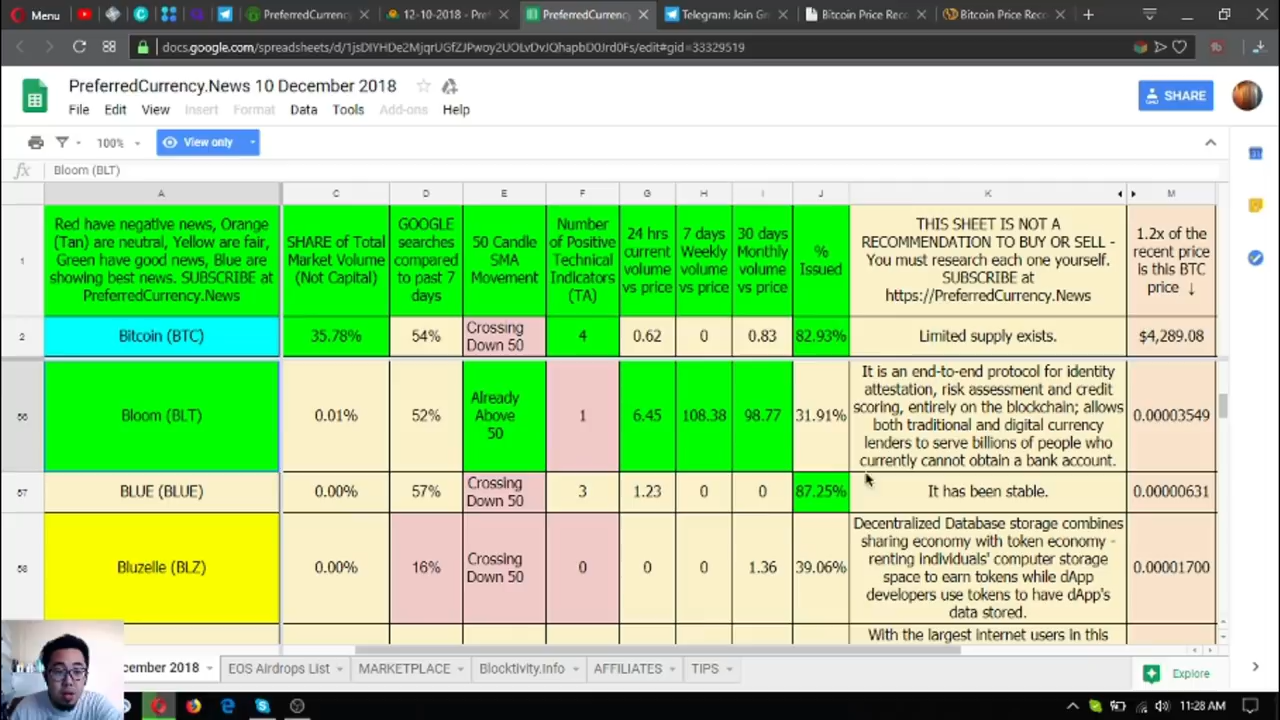 Menu
PreferredCurrency
12-10-2018 - Pref
PreferredCurrency
Telegram: Join Gr
Bitcoin Price Rec
Bitcoin Price Rec
docs.google.com/spreadsheets/d/1jsDIYHDe2MjqrUGfZJPwoy2UOLvDvJQhapbD0Jrd0Fs/edit#gid=33329519
PreferredCurrency.News 10 December 2018
SHARE
File Edit View Insert Format Data Tools Add-ons Help
100% View only
fx Bloom (BLT)
A C D E F G H I J K M
1
Red have negative news, Orange
(Tan) are neutral, Yellow are fair,
Green have good news, Blue are
showing best news. SUBSCRIBE at
PreferredCurrency.News
SHARE of Total
Market Volume
(Not Capital)
GOOGLE
searches
compared
to past 7
days
50 Candle
SMA
Movement
Number
of Positive
Technical
Indicators
(TA)
24 hrs
current
volume
vs price
7 days
Weekly
volume
vs price
30 days
Monthly
volume
vs price
%
Issued
THIS SHEET IS NOT A
RECOMMENDATION TO BUY OR SELL -
You must research each one yourself.
SUBSCRIBE at
https://PreferredCurrency.News
1.2x of the
recent price
is this BTC
price ↓
2
Bitcoin (BTC)
35.78%
54%
Crossing
Down 50
4
0.62
0
0.83
82.93%
Limited supply exists.
$4,289.08
56
Bloom (BLT)
0.01%
52%
Already
Above
50
1
6.45
108.38
98.77
31.91%
It is an end-to-end protocol for identity
attestation, risk assessment and credit
scoring, entirely on the blockchain; allows
both traditional and digital currency
lenders to serve billions of people who
currently cannot obtain a bank account.
0.00003549
57
BLUE (BLUE)
0.00%
57%
Crossing
Down 50
3
1.23
0
0
87.25%
It has been stable.
0.00000631
58
Bluzelle (BLZ)
0.00%
16%
Crossing
Down 50
0
0
0
1.36
39.06%
Decentralized Database storage combines
sharing economy with token economy -
renting individuals' computer storage
space to earn tokens while dApp
developers use tokens to have dApp's
data stored.
0.00001700
With the largest internet users in this
cember 2018
EOS Airdrops List
MARKETPLACE
Blocktivity.Info
AFFILIATES
TIPS
Explore
11:28 AM